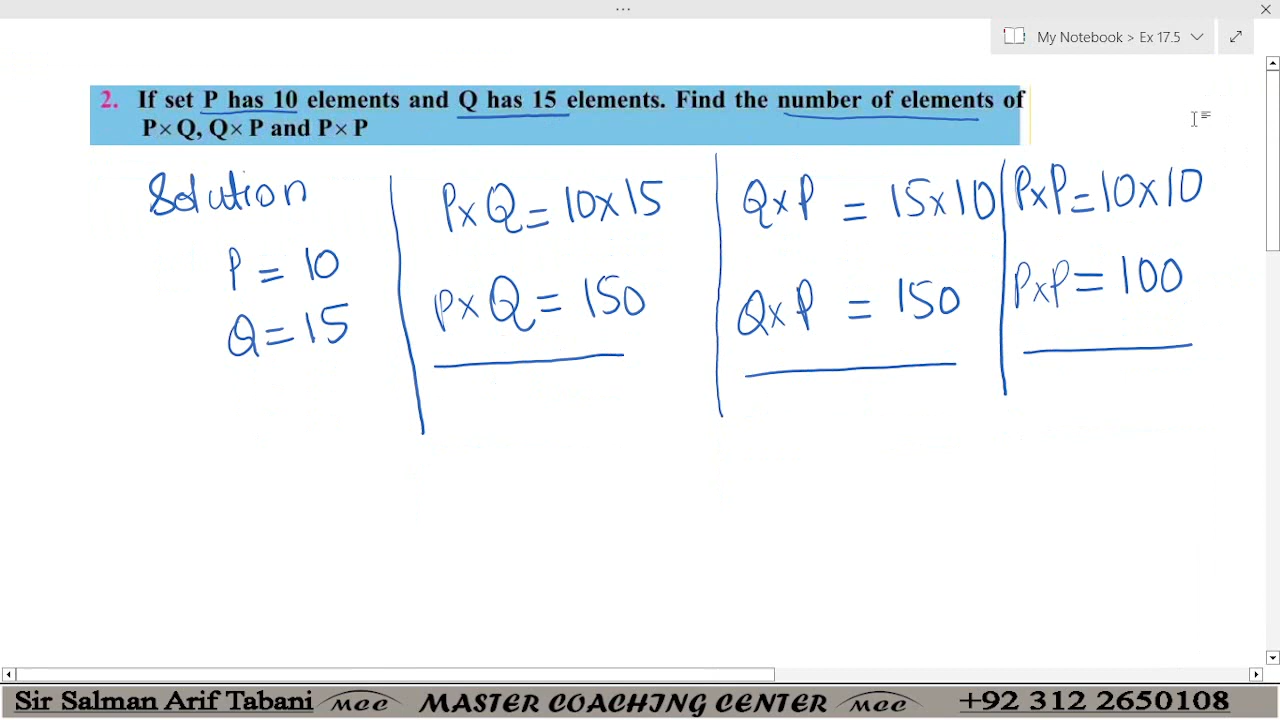 My Notebook > Ex 17.5
2. If set P has 10 elements and Q has 15 elements. Find the number of elements of
P× Q, Q× P and P× P
Solution
P = 10
Q = 15
P×Q = 10×15
P×Q = 150
Q×P = 15×10
Q×P = 150
P×P = 10×10
P×P = 100
Sir Salman Arif Tabani mcc MASTER COACHING CENTER mcc +92 312 2650108